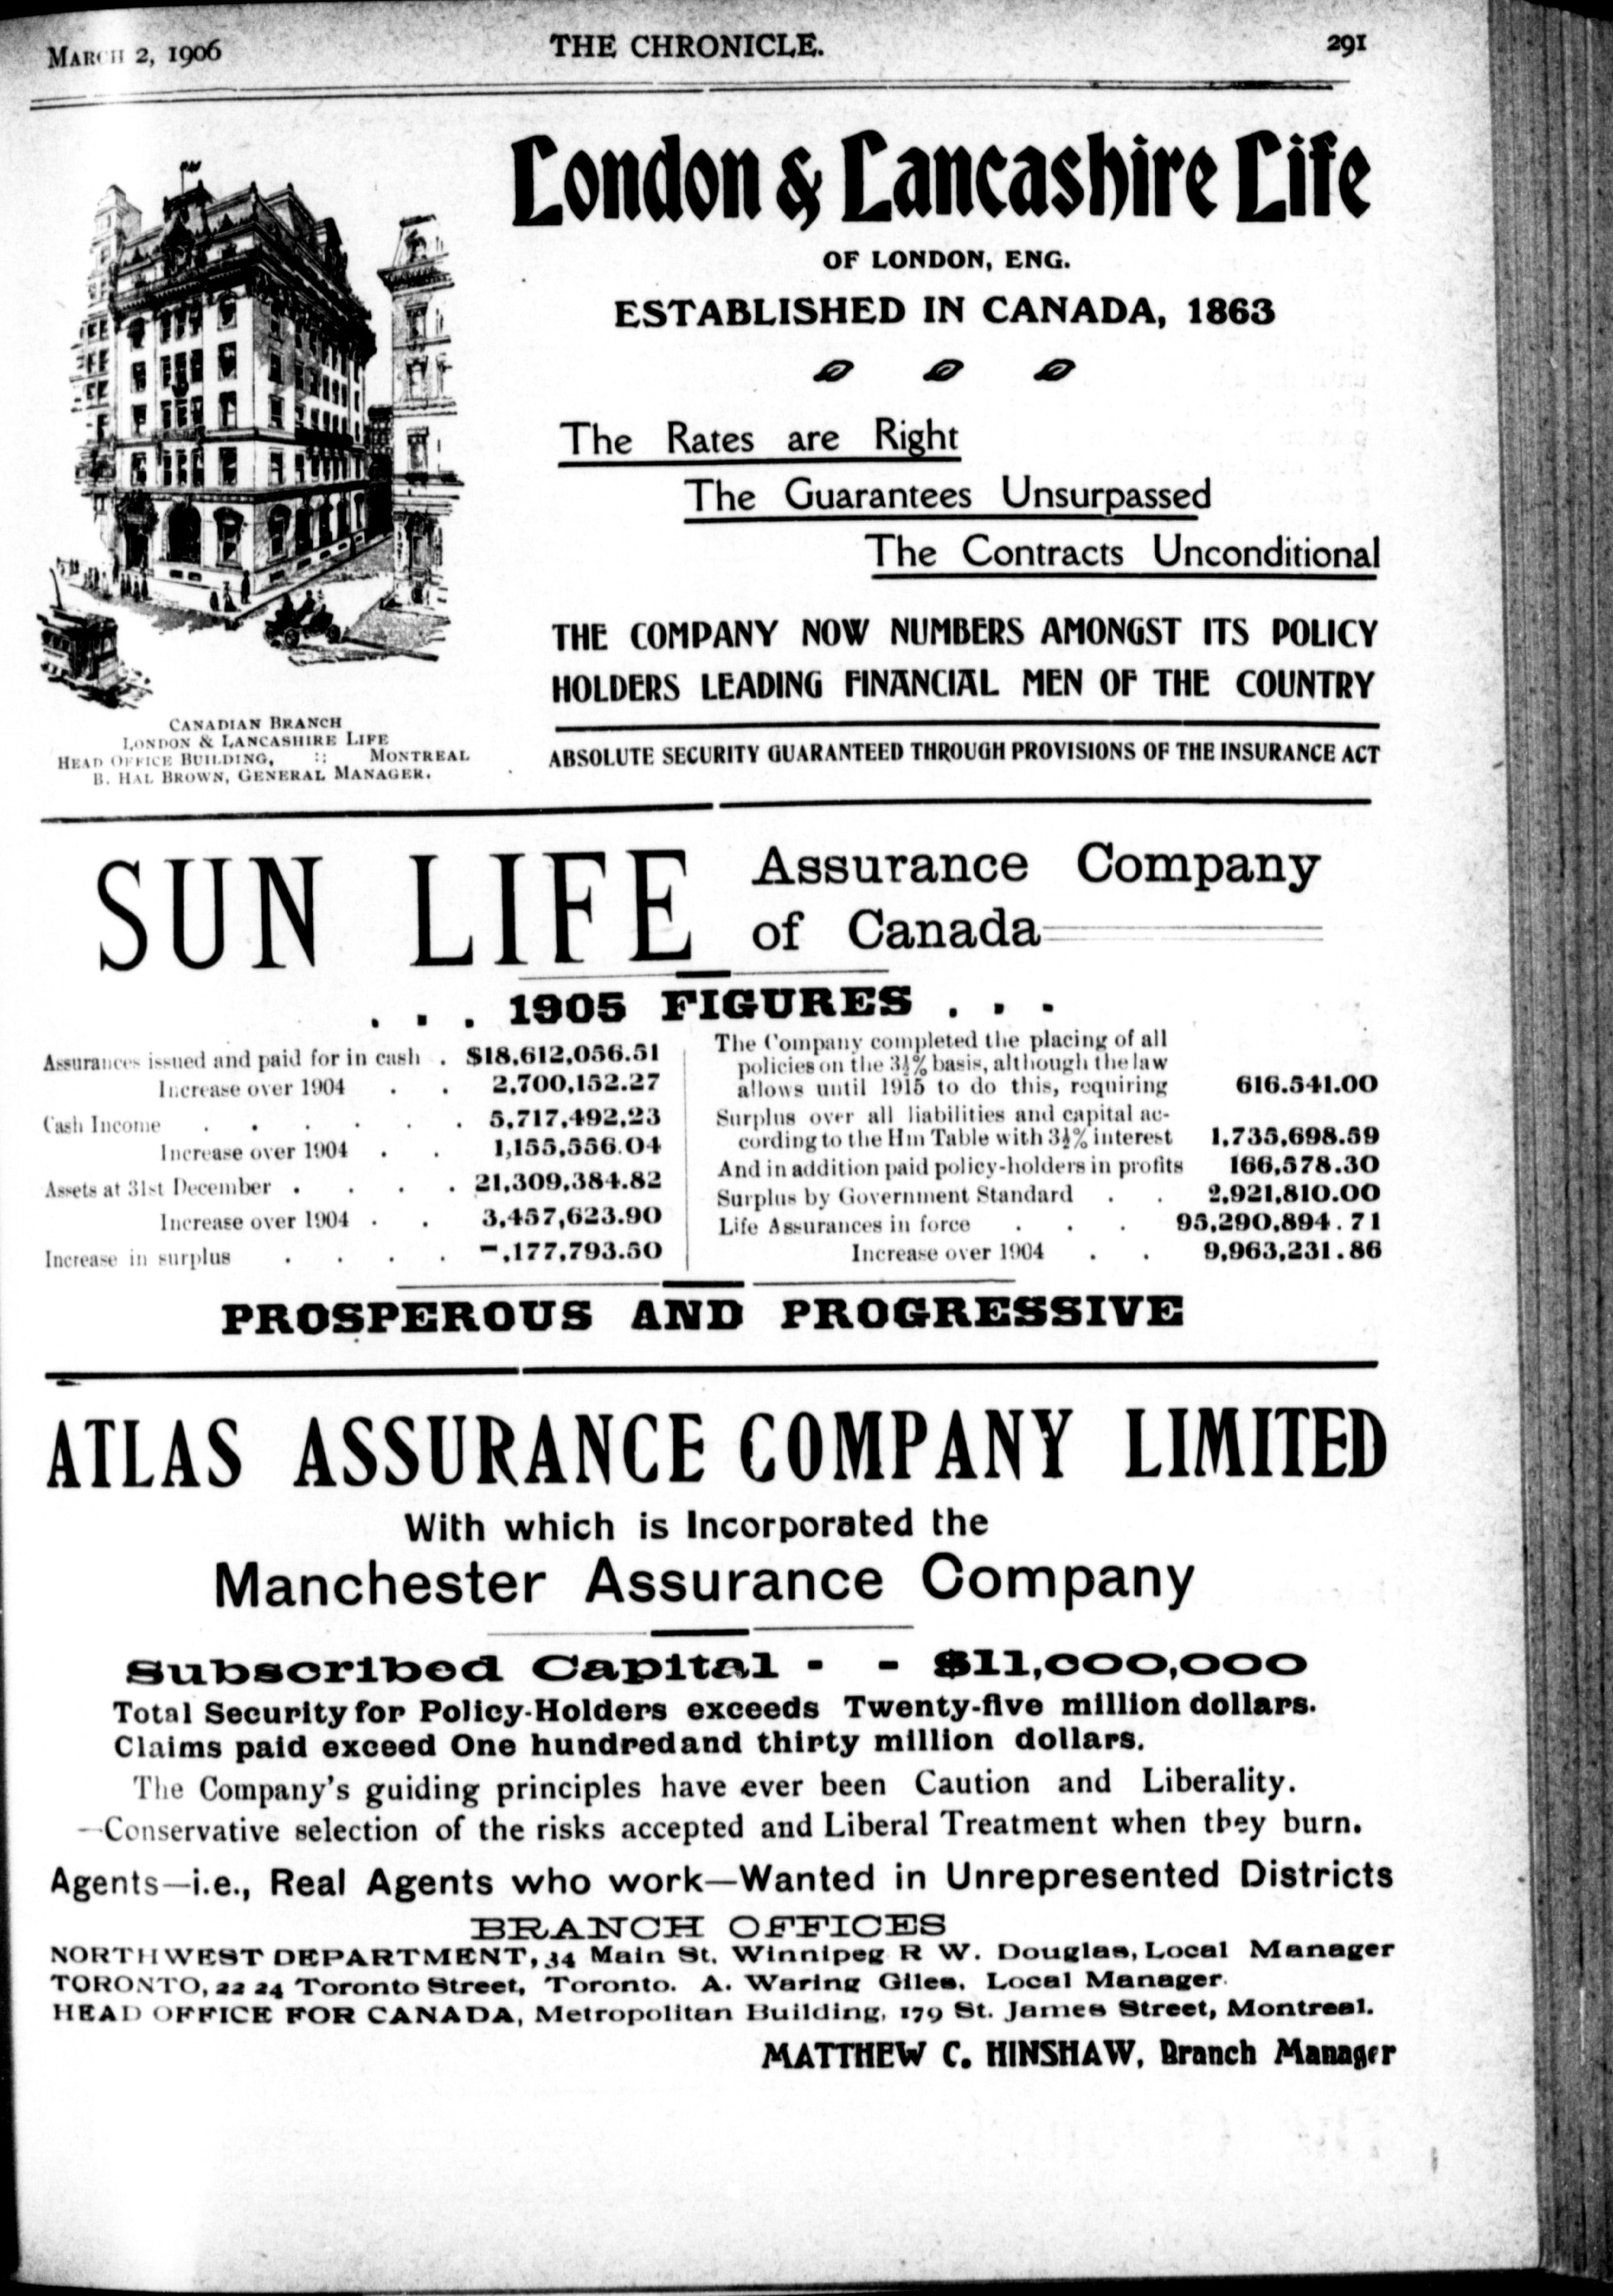 MARCH 2, 1906 THE CHRONICLE. 291
London & Lancashire Life
OF LONDON, ENG.
ESTABLISHED IN CANADA, 1863
The Rates are Right
The Guarantees Unsurpassed
The Contracts Unconditional
THE COMPANY NOW NUMBERS AMONGST ITS POLICY
HOLDERS LEADING FINANCIAL MEN OF THE COUNTRY
ABSOLUTE SECURITY GUARANTEED THROUGH PROVISIONS OF THE INSURANCE ACT
CANADIAN BRANCH
LONDON & LANCASHIRE LIFE
HEAD OFFICE BUILDING, :: MONTREAL
B. HAL BROWN, GENERAL MANAGER.
SUN LIFE Assurance Company
of Canada
. . . 1905 FIGURES . . .
Assurances issued and paid for in cash . $18,612,056.51
Increase over 1904 . . 2,700,152.27
Cash Income . . . . . . 5,717,492.23
Increase over 1904 . . 1,155,556.04
Assets at 31st December . . . . 21,309,384.82
Increase over 1904 . . 3,457,623.90
Increase in surplus . . . . ,177,793.50
The Company completed the placing of all
policies on the 3½% basis, although the law
allows until 1915 to do this, requiring 616.541.00
Surplus over all liabilities and capital ac-
cording to the Hm Table with 3½% interest 1,735,698.59
And in addition paid policy-holders in profits 166,578.30
Surplus by Government Standard . . 2,921,810.00
Life Assurances in force . . . 95,290,894.71
Increase over 1904 . . 9,963,231.86
PROSPEROUS AND PROGRESSIVE
ATLAS ASSURANCE COMPANY LIMITED
With which is Incorporated the
Manchester Assurance Company
Subscribed Capital - - $11,000,000
Total Security for Policy-Holders exceeds Twenty-five million dollars.
Claims paid exceed One hundred and thirty million dollars.
The Company's guiding principles have ever been Caution and Liberality.
—Conservative selection of the risks accepted and Liberal Treatment when they burn.
Agents—i.e., Real Agents who work—Wanted in Unrepresented Districts
BRANCH OFFICES
NORTHWEST DEPARTMENT, 34 Main St. Winnipeg R W. Douglas, Local Manager
TORONTO, 22 24 Toronto Street, Toronto. A. Waring Giles, Local Manager.
HEAD OFFICE FOR CANADA, Metropolitan Building, 179 St. James Street, Montreal.
MATTHEW C. HINSHAW, Branch Manager